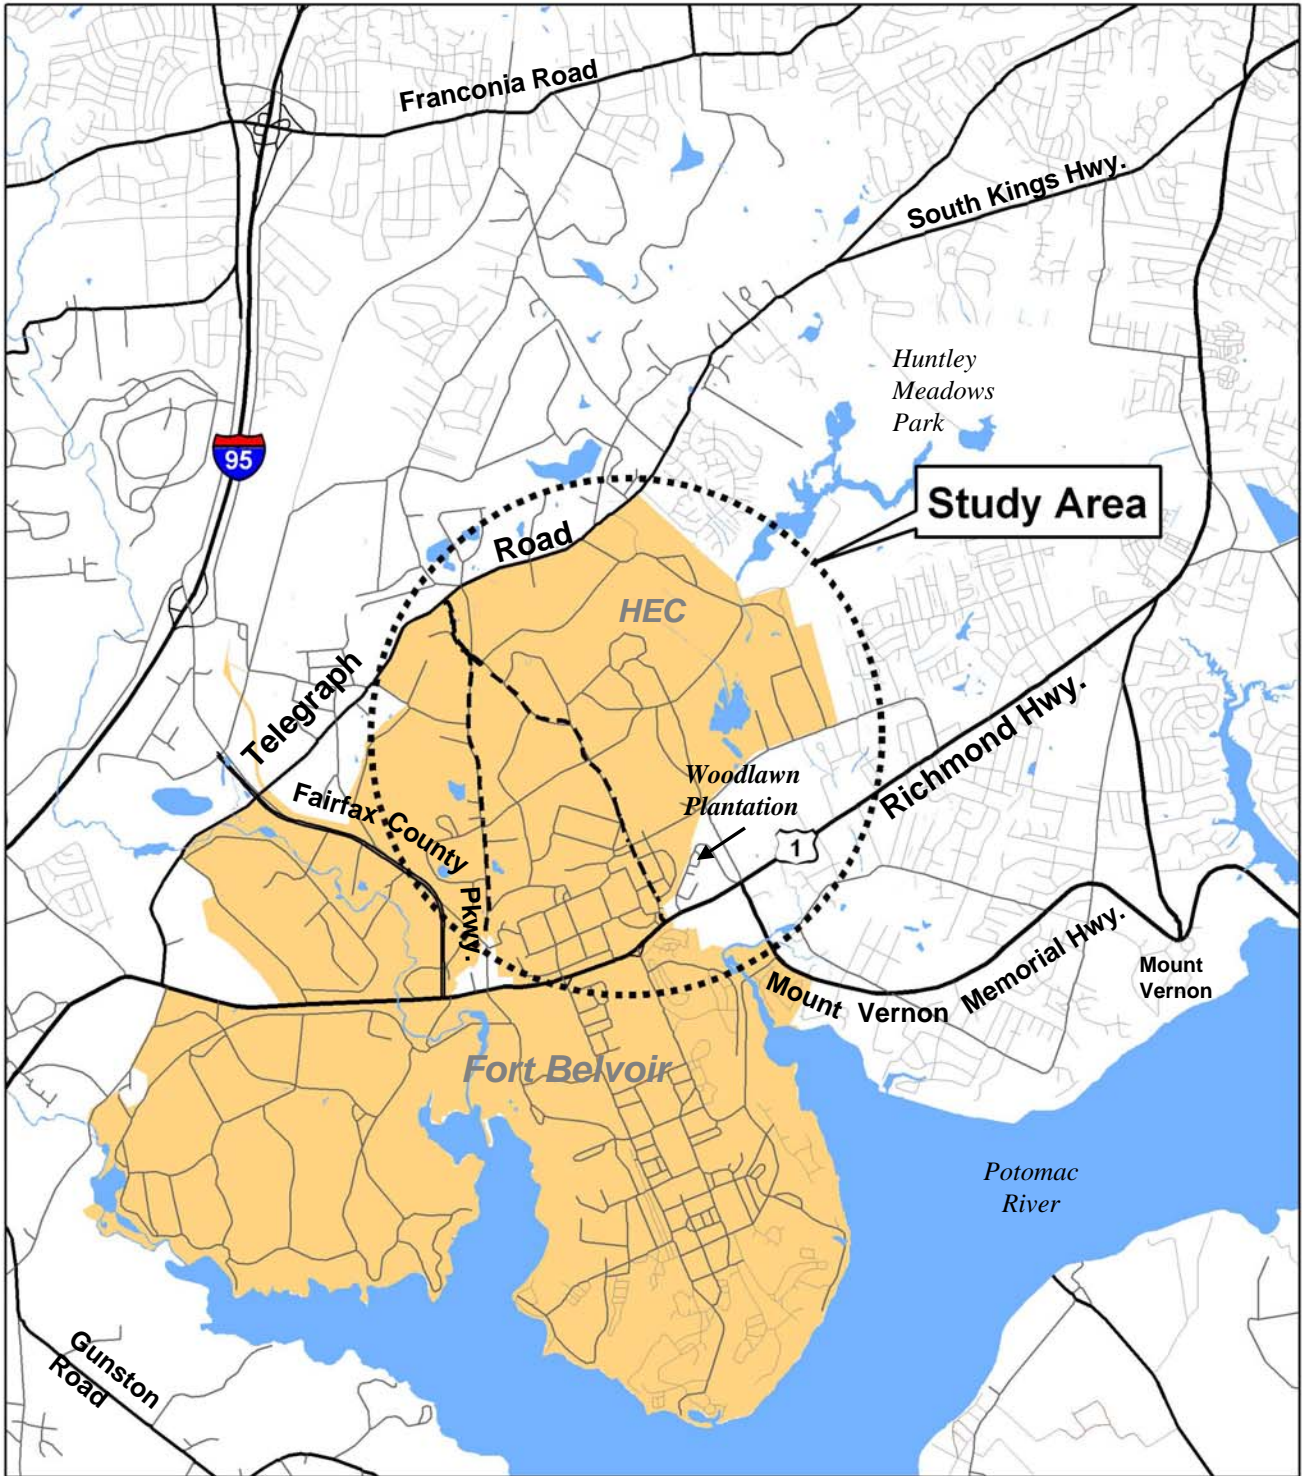 Franconia Road
South Kings Hwy.
Huntley
Meadows
Park
95
Study Area
Road
HEC
Telegraph
Richmond Hwy.
Woodlawn
Plantation
Fairfax County Pkwy.
1
Mount Vernon Memorial Hwy.
Mount
Vernon
Fort Belvoir
Potomac
River
Gunston
Road